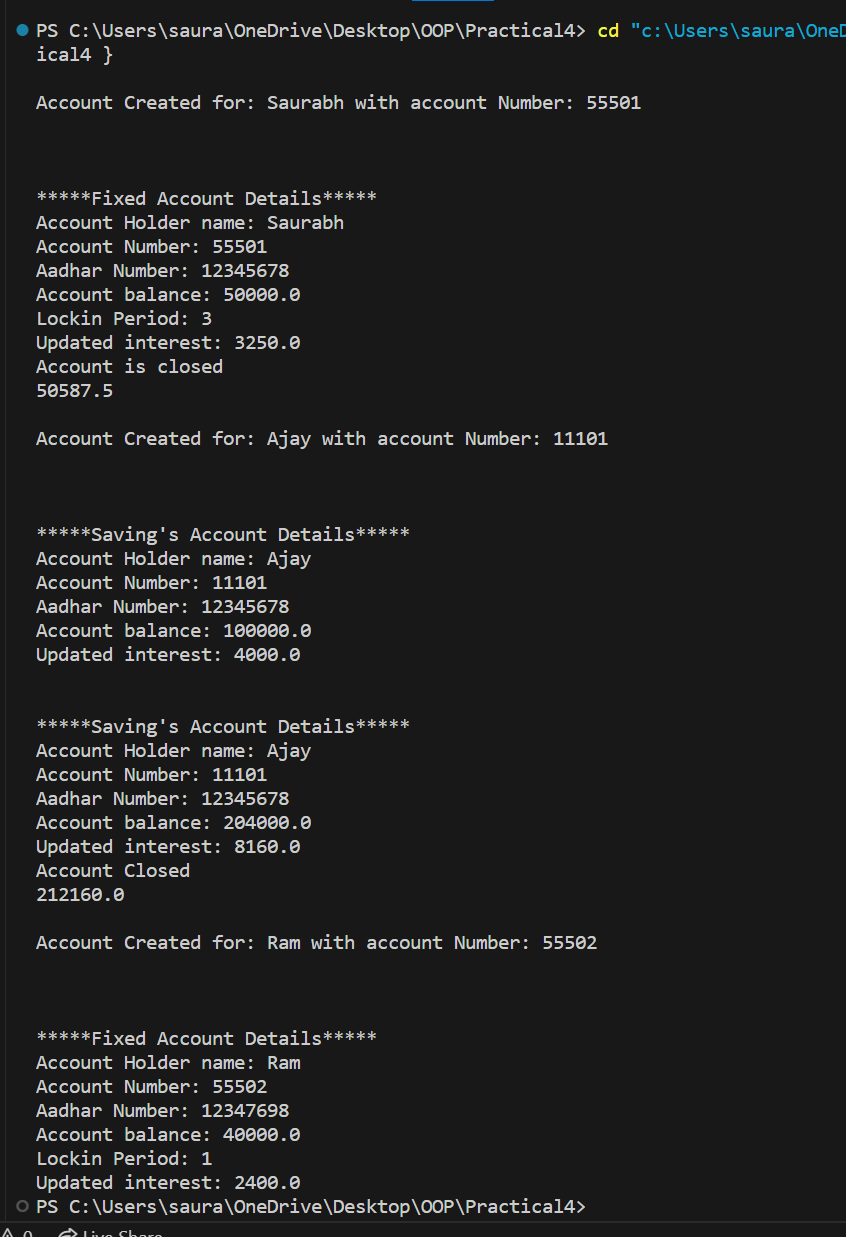 PS C:\Users\saura\OneDrive\Desktop\OOP\Practical4> cd "c:\Users\saura\OneD
ical4 }
Account Created for: Saurabh with account Number: 55501
*****Fixed Account Details*****
Account Holder name: Saurabh
Account Number: 55501
Aadhar Number: 12345678
Account balance: 50000.0
Lockin Period: 3
Updated interest: 3250.0
Account is closed
50587.5
Account Created for: Ajay with account Number: 11101
*****Saving's Account Details*****
Account Holder name: Ajay
Account Number: 11101
Aadhar Number: 12345678
Account balance: 100000.0
Updated interest: 4000.0
*****Saving's Account Details*****
Account Holder name: Ajay
Account Number: 11101
Aadhar Number: 12345678
Account balance: 204000.0
Updated interest: 8160.0
Account Closed
212160.0
Account Created for: Ram with account Number: 55502
*****Fixed Account Details*****
Account Holder name: Ram
Account Number: 55502
Aadhar Number: 12347698
Account balance: 40000.0
Lockin Period: 1
Updated interest: 2400.0
PS C:\Users\saura\OneDrive\Desktop\OOP\Practical4>
0 Live Share